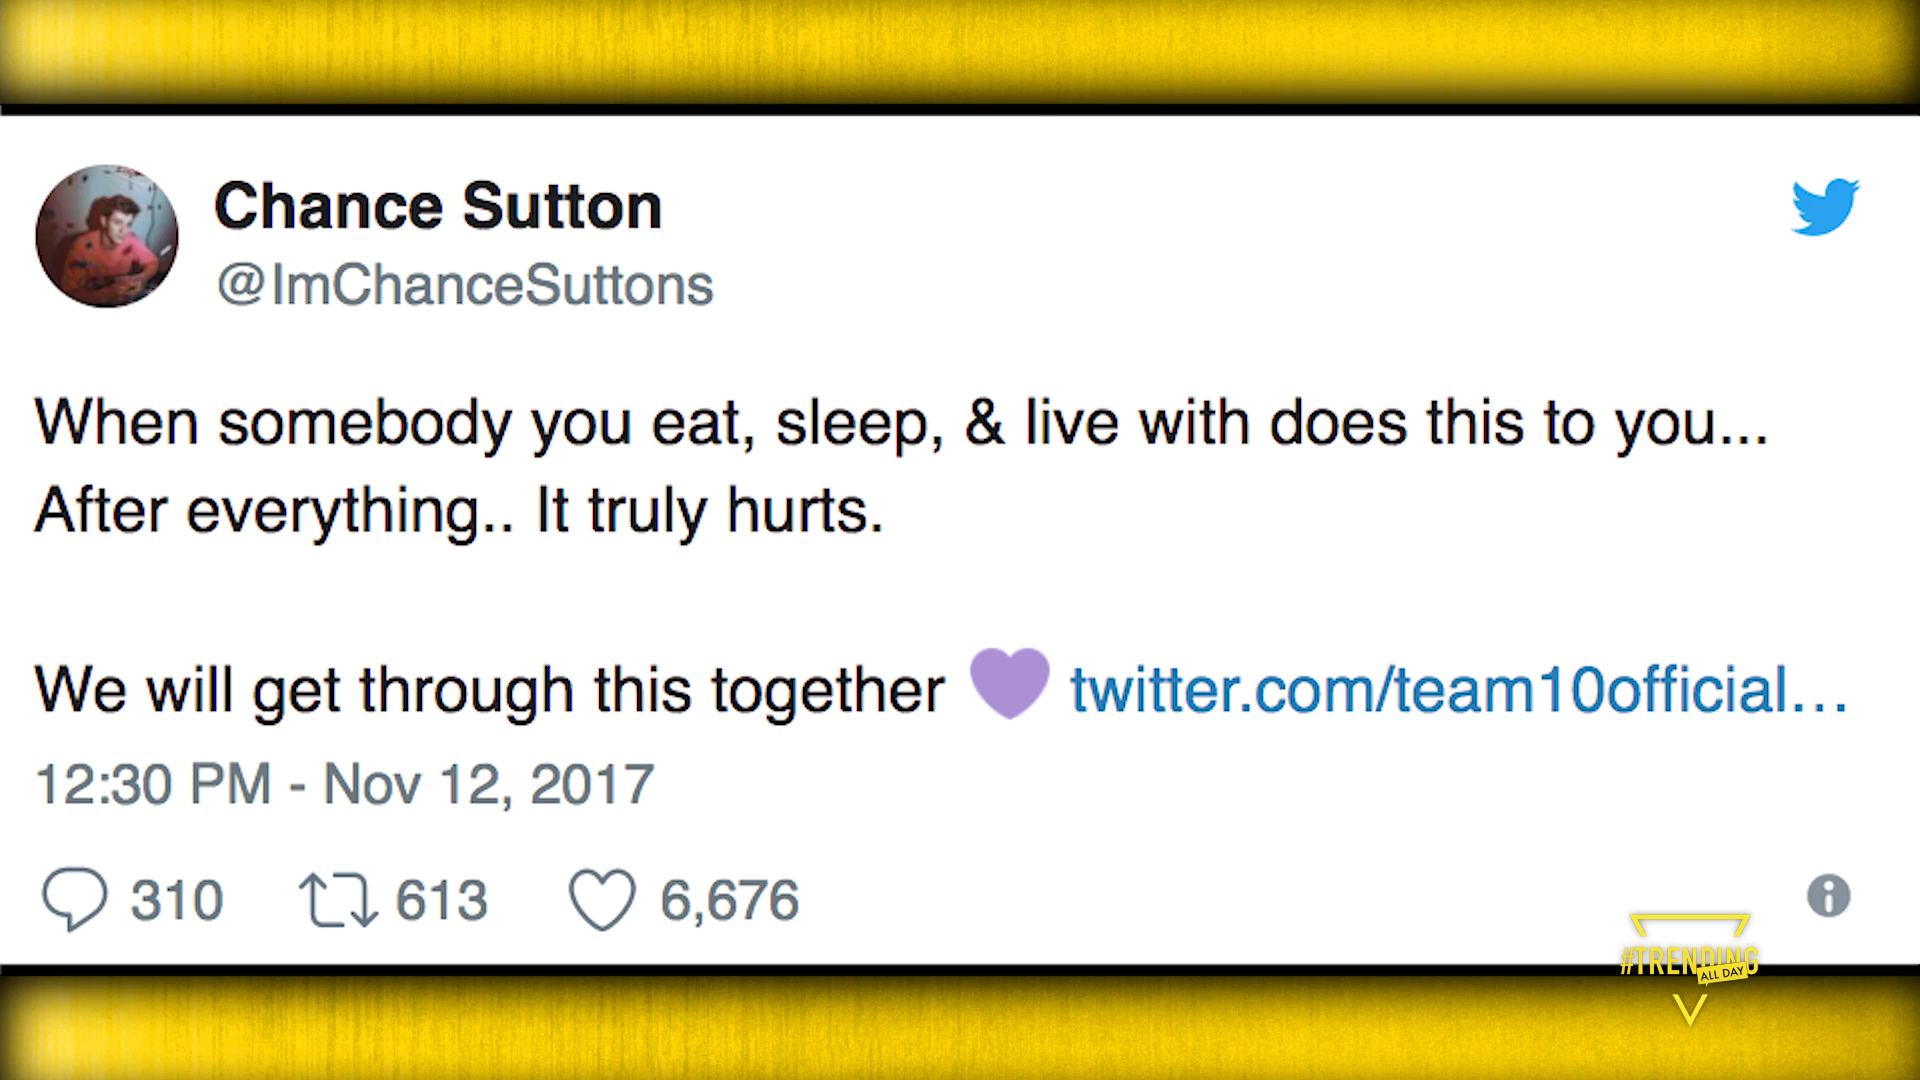 Chance Sutton
@ImChanceSuttons
When somebody you eat, sleep, & live with does this to you...
After everything.. It truly hurts.
We will get through this together 💜 twitter.com/team10official…
12:30 PM - Nov 12, 2017
310 613 6,676
#TRENDING
ALL DAY